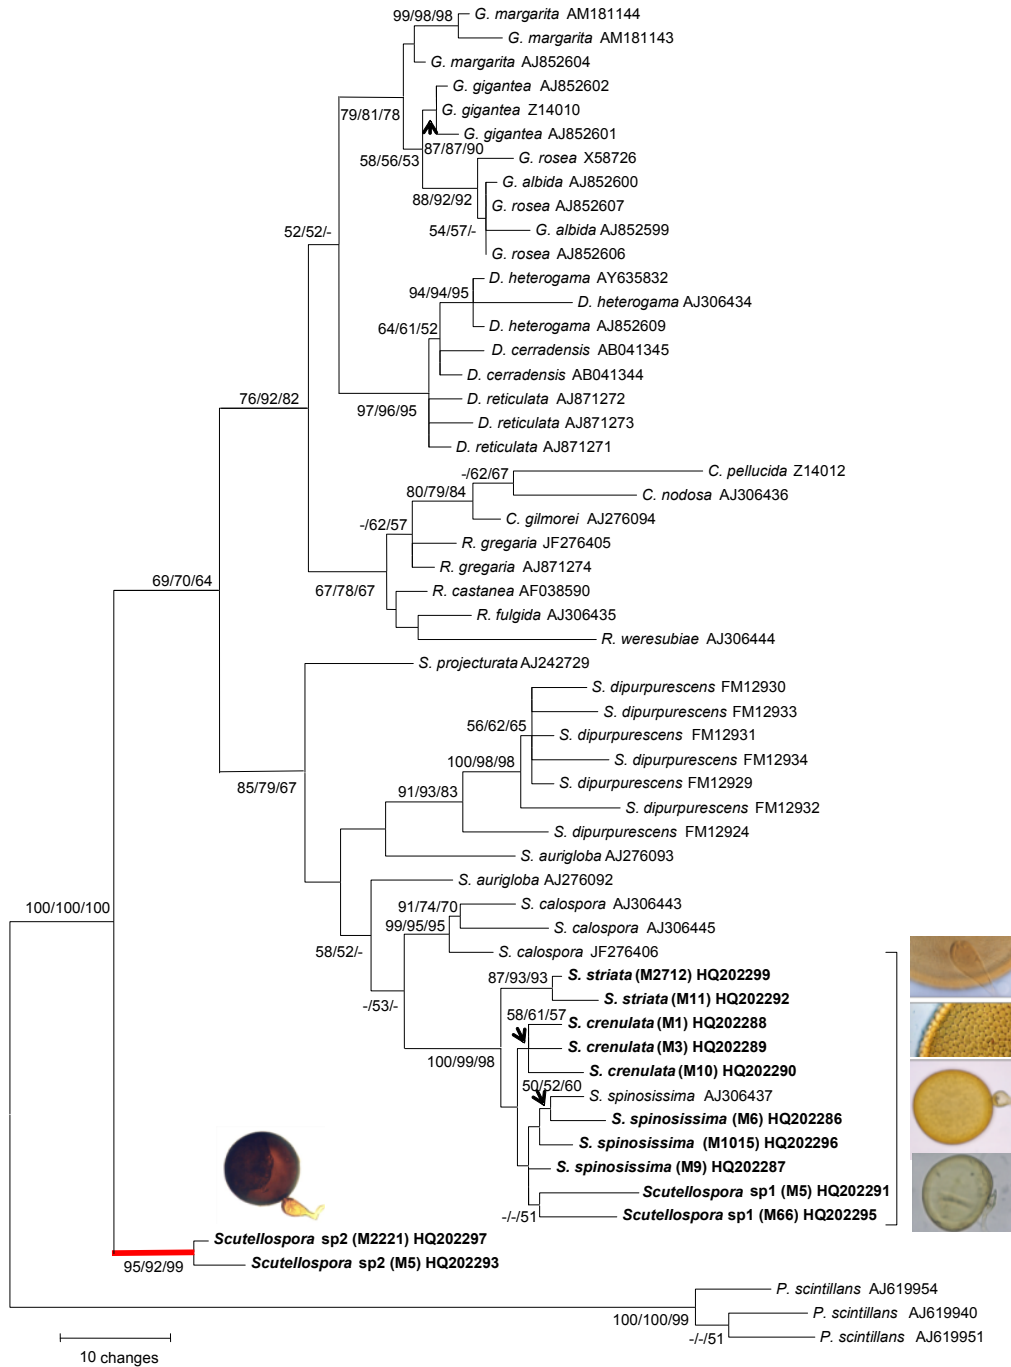 99/98/98
G. margarita AM181144
G. margarita AM181143
G. margarita AJ852604
G. gigantea AJ852602
79/81/78
G. gigantea Z14010
G. gigantea AJ852601
87/87/90
58/56/53
G. rosea X58726
G. albida AJ852600
88/92/92
G. rosea AJ852607
54/57/-
G. albida AJ852599
52/52/-
G. rosea AJ852606
D. heterogama AY635832
94/94/95
D. heterogama AJ306434
64/61/52
D. heterogama AJ852609
D. cerradensis AB041345
D. cerradensis AB041344
76/92/82
D. reticulata AJ871272
97/96/95
D. reticulata AJ871273
D. reticulata AJ871271
-/62/67
C. pellucida Z14012
80/79/84
C. nodosa AJ306436
-/62/57
C. gilmorei AJ276094
R. gregaria JF276405
R. gregaria AJ871274
69/70/64
67/78/67
R. castanea AF038590
R. fulgida AJ306435
R. weresubiae AJ306444
S. projecturata AJ242729
S. dipurpurescens FM12930
S. dipurpurescens FM12933
56/62/65
S. dipurpurescens FM12931
S. dipurpurescens FM12934
100/98/98
S. dipurpurescens FM12929
85/79/67
91/93/83
S. dipurpurescens FM12932
S. dipurpurescens FM12924
S. aurigloba AJ276093
S. aurigloba AJ276092
100/100/100
91/74/70
S. calospora AJ306443
99/95/95
S. calospora AJ306445
58/52/-
S. calospora JF276406
87/93/93
S. striata (M2712) HQ202299
-/53/-
S. striata (M11) HQ202292
58/61/57
S. crenulata (M1) HQ202288
S. crenulata (M3) HQ202289
100/99/98
S. crenulata (M10) HQ202290
50/52/60
S. spinosissima AJ306437
S. spinosissima (M6) HQ202286
S. spinosissima (M1015) HQ202296
S. spinosissima (M9) HQ202287
Scutellospora sp1 (M5) HQ202291
-/-/51
Scutellospora sp1 (M66) HQ202295
Scutellospora sp2 (M2221) HQ202297
95/92/99
Scutellospora sp2 (M5) HQ202293
P. scintillans AJ619954
100/100/99
P. scintillans AJ619940
-/-/51
P. scintillans AJ619951
10 changes